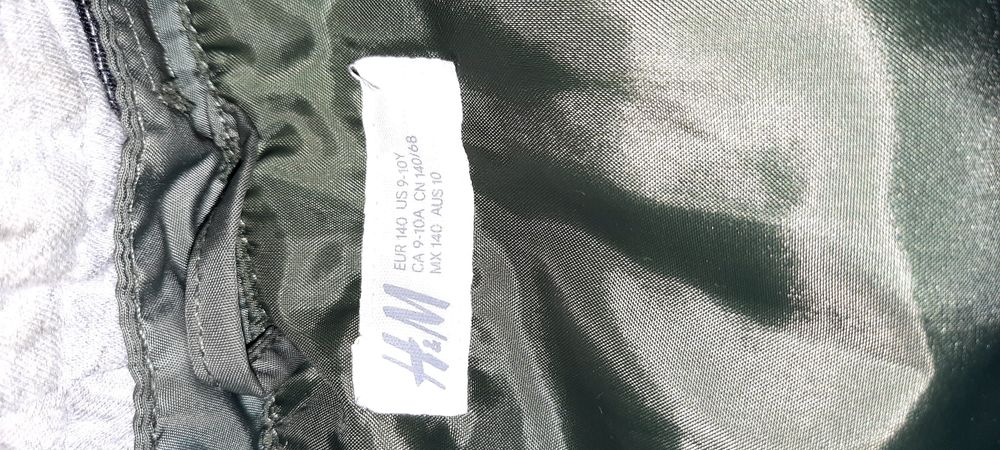 H&M
EUR 140 US 9-10Y
CA 9-10A CN 140/68
MX 140 AUS 10